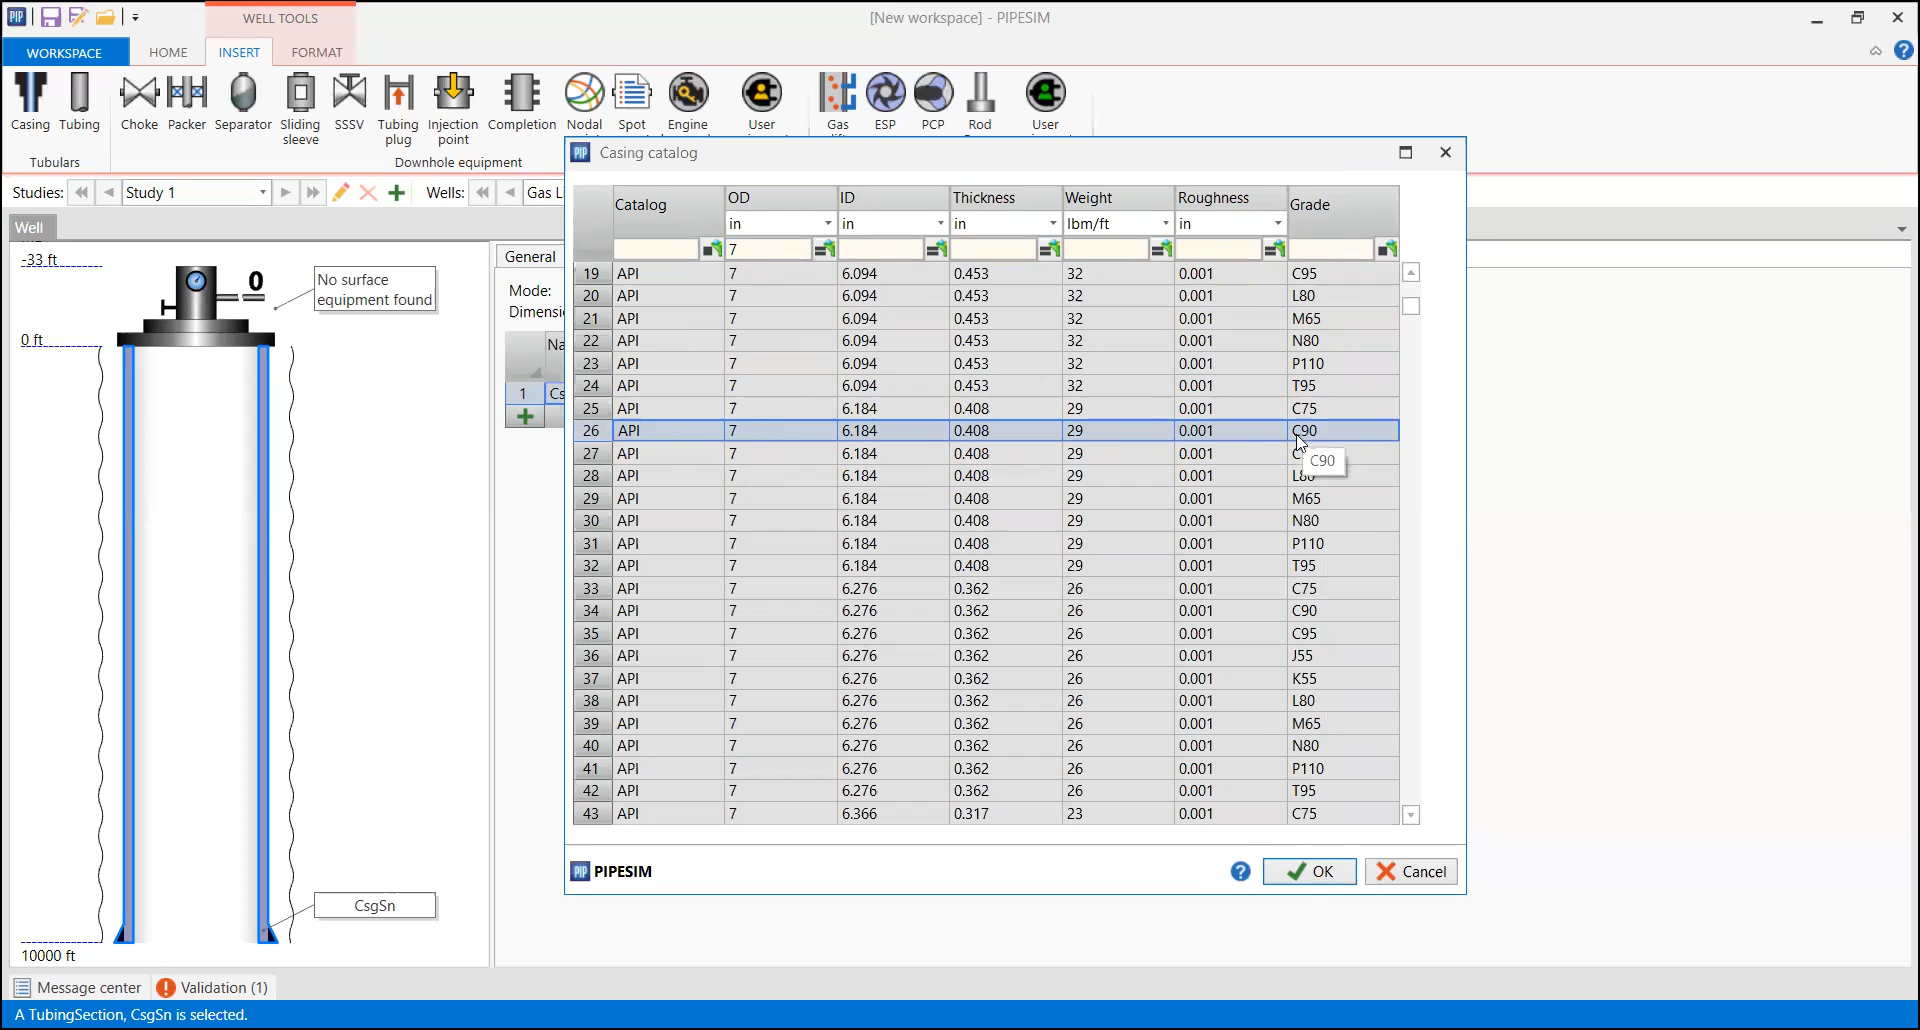 PIP
WELL TOOLS
[New workspace] - PIPESIM
WORKSPACE HOME INSERT FORMAT
Casing Tubing Choke Packer Separator Sliding sleeve SSSV Tubing plug Injection point Completion Nodal Spot Engine User Gas ESP PCP Rod User
Tubulars Downhole equipment
PIP Casing catalog
Studies: Study 1 Wells: Gas Li
Well
-33 ft
0
No surface
equipment found
0 ft
CsgSn
10000 ft
General
Mode:
Dimensi
Na
1 Cs
Catalog OD ID Thickness Weight Roughness Grade
in in in lbm/ft in
7
19 API 7 6.094 0.453 32 0.001 C95
20 API 7 6.094 0.453 32 0.001 L80
21 API 7 6.094 0.453 32 0.001 M65
22 API 7 6.094 0.453 32 0.001 N80
23 API 7 6.094 0.453 32 0.001 P110
24 API 7 6.094 0.453 32 0.001 T95
25 API 7 6.184 0.408 29 0.001 C75
26 API 7 6.184 0.408 29 0.001 C90
27 API 7 6.184 0.408 29 0.001
C90
28 API 7 6.184 0.408 29 0.001 L80
29 API 7 6.184 0.408 29 0.001 M65
30 API 7 6.184 0.408 29 0.001 N80
31 API 7 6.184 0.408 29 0.001 P110
32 API 7 6.184 0.408 29 0.001 T95
33 API 7 6.276 0.362 26 0.001 C75
34 API 7 6.276 0.362 26 0.001 C90
35 API 7 6.276 0.362 26 0.001 C95
36 API 7 6.276 0.362 26 0.001 J55
37 API 7 6.276 0.362 26 0.001 K55
38 API 7 6.276 0.362 26 0.001 L80
39 API 7 6.276 0.362 26 0.001 M65
40 API 7 6.276 0.362 26 0.001 N80
41 API 7 6.276 0.362 26 0.001 P110
42 API 7 6.276 0.362 26 0.001 T95
43 API 7 6.366 0.317 23 0.001 C75
PIP PIPESIM ? OK Cancel
Message center Validation (1)
A TubingSection, CsgSn is selected.